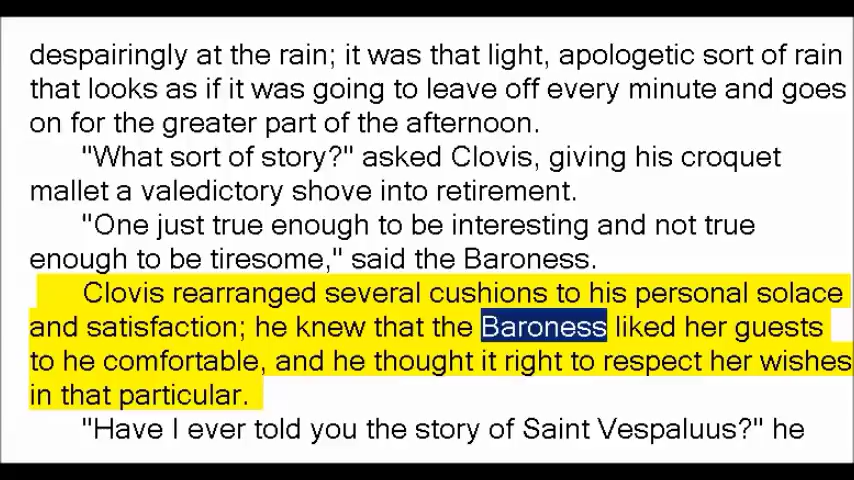 despairingly at the rain; it was that light, apologetic sort of rain
that looks as if it was going to leave off every minute and goes
on for the greater part of the afternoon.
"What sort of story?" asked Clovis, giving his croquet
mallet a valedictory shove into retirement.
"One just true enough to be interesting and not true
enough to be tiresome," said the Baroness.
Clovis rearranged several cushions to his personal solace
and satisfaction; he knew that the Baroness liked her guests
to he comfortable, and he thought it right to respect her wishes
in that particular.
"Have I ever told you the story of Saint Vespaluus?" he